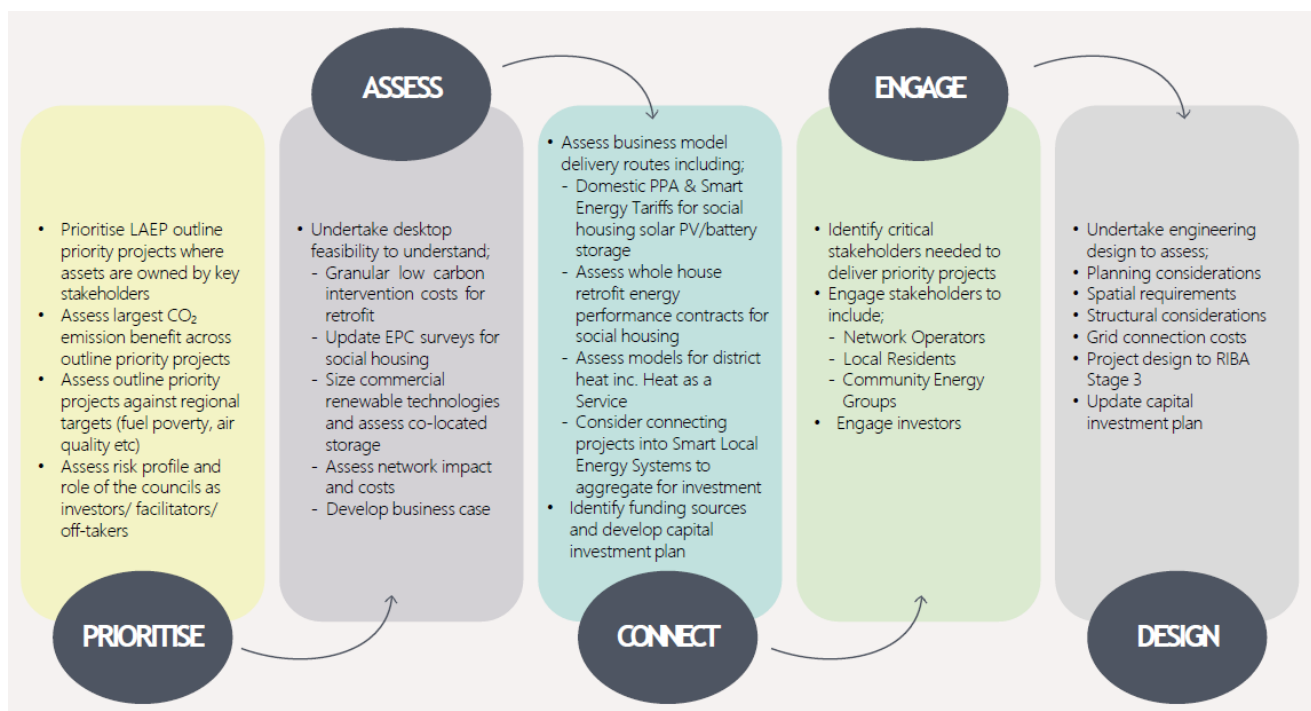 PRIORITISE
• Prioritise LAEP outline
priority projects where
assets are owned by key
stakeholders
• Assess largest CO₂
emission benefit across
outline priority projects
• Assess outline priority
projects against regional
targets (fuel poverty, air
quality etc)
• Assess risk profile and
role of the councils as
investors/ facilitators/
off-takers
ASSESS
• Undertake desktop
feasibility to understand;
- Granular low carbon
intervention costs for
retrofit
- Update EPC surveys for
social housing
- Size commercial
renewable technologies
and assess co-located
storage
- Assess network impact
and costs
- Develop business case
CONNECT
• Assess business model
delivery routes including;
- Domestic PPA & Smart
Energy Tariffs for social
housing solar PV/battery
storage
- Assess whole house
retrofit energy
performance contracts for
social housing
- Assess models for district
heat inc. Heat as a
Service
- Consider connecting
projects into Smart Local
Energy Systems to
aggregate for investment
• Identify funding sources
and develop capital
investment plan
ENGAGE
• Identify critical
stakeholders needed to
deliver priority projects
• Engage stakeholders to
include;
- Network Operators
- Local Residents
- Community Energy
Groups
• Engage investors
DESIGN
• Undertake engineering
design to assess;
• Planning considerations
• Spatial requirements
• Structural considerations
• Grid connection costs
• Project design to RIBA
Stage 3
• Update capital
investment plan